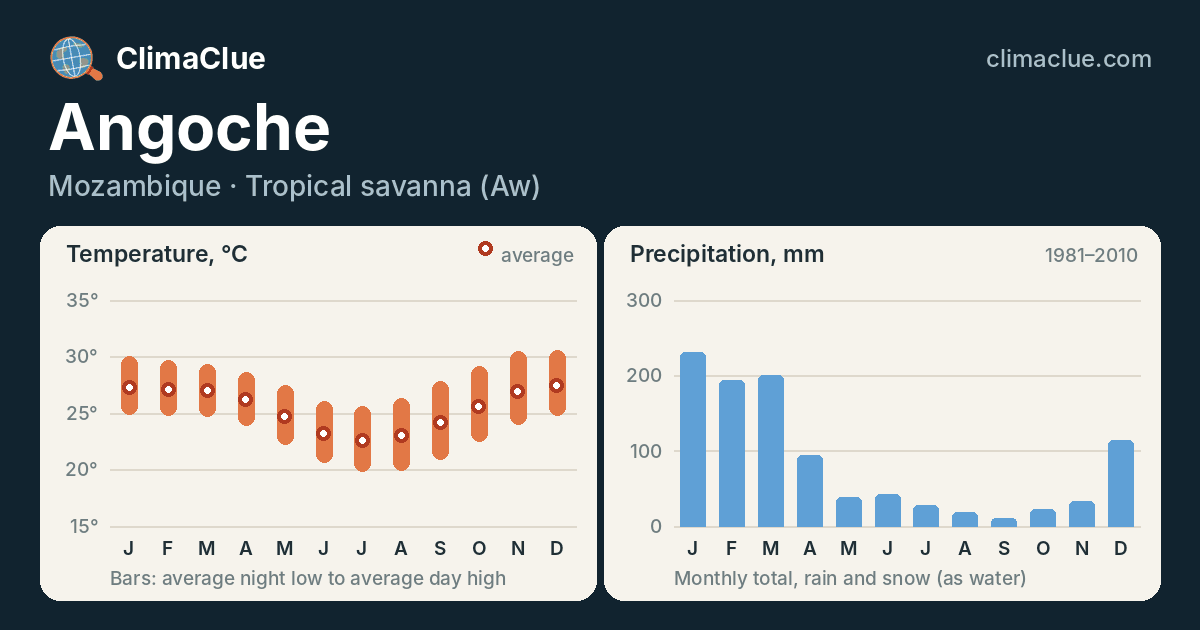 ClimaClue
climaclue.com
Angoche
Mozambique · Tropical savanna (Aw)
Temperature, °C
average
35°
30°
25°
20°
15°
J F M A M J J A S O N D
Bars: average night low to average day high
Precipitation, mm
1981–2010
300
200
100
0
J F M A M J J A S O N D
Monthly total, rain and snow (as water)